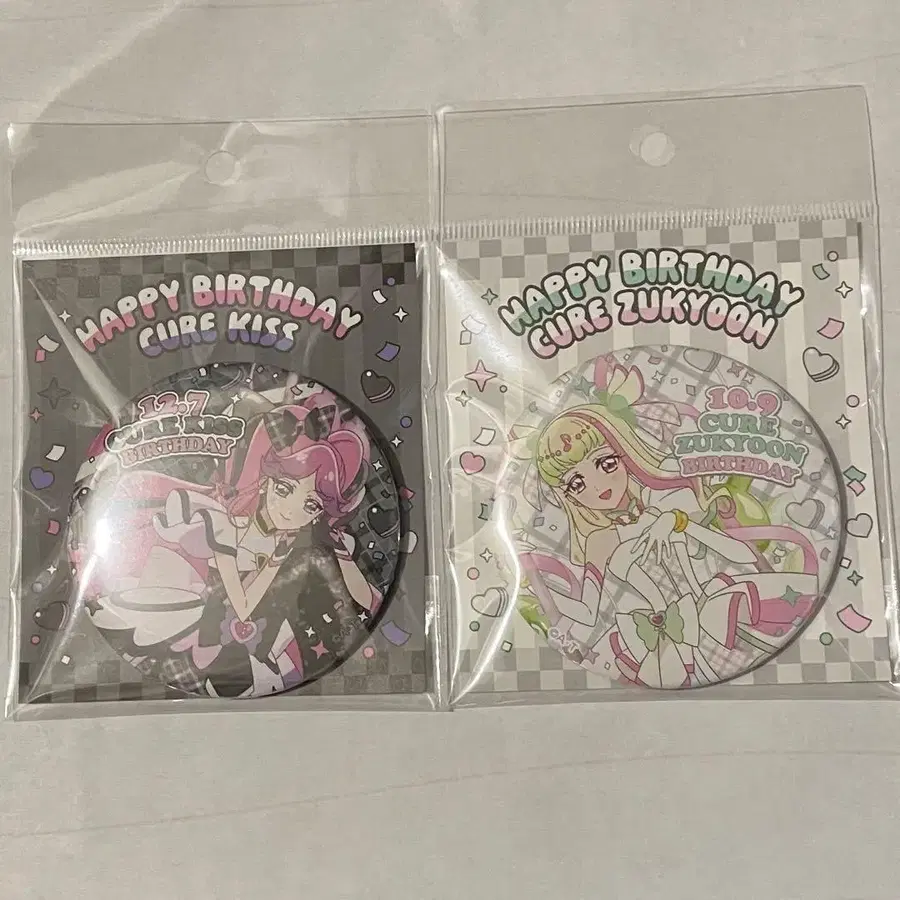 HAPPY BIRTHDAY
CURE KISS
12.7
CURE KISS
BIRTHDAY
HAPPY BIRTHDAY
CURE ZUKYOON
10.9
CURE
ZUKYOON
BIRTHDAY